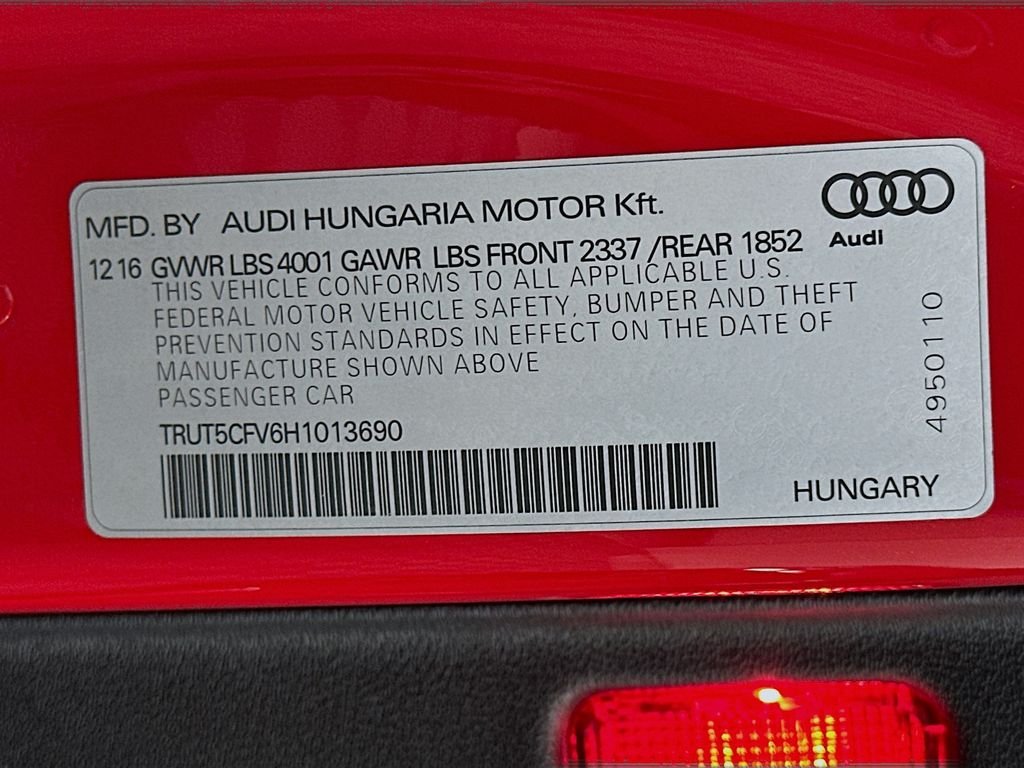 MFD. BY AUDI HUNGARIA MOTOR Kft.
Audi
12 16 GVWR LBS 4001 GAWR LBS FRONT 2337 /REAR 1852
THIS VEHICLE CONFORMS TO ALL APPLICABLE U.S.
FEDERAL MOTOR VEHICLE SAFETY, BUMPER AND THEFT
PREVENTION STANDARDS IN EFFECT ON THE DATE OF
MANUFACTURE SHOWN ABOVE
PASSENGER CAR
TRUT5CFV6H1013690
4950110
HUNGARY